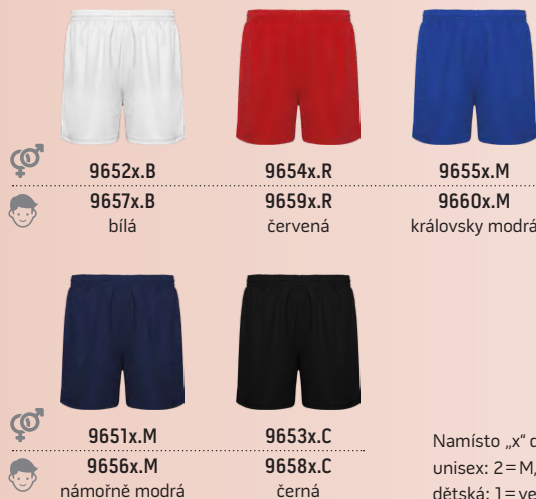 9652x.B 9654x.R 9655x.M
9657x.B 9659x.R 9660x.M
bílá červená královsky modrá
9651x.M 9653x.C
9656x.M 9658x.C
námořně modrá černá
Namísto „x“
unisex: 2=M,
dětská: 1=